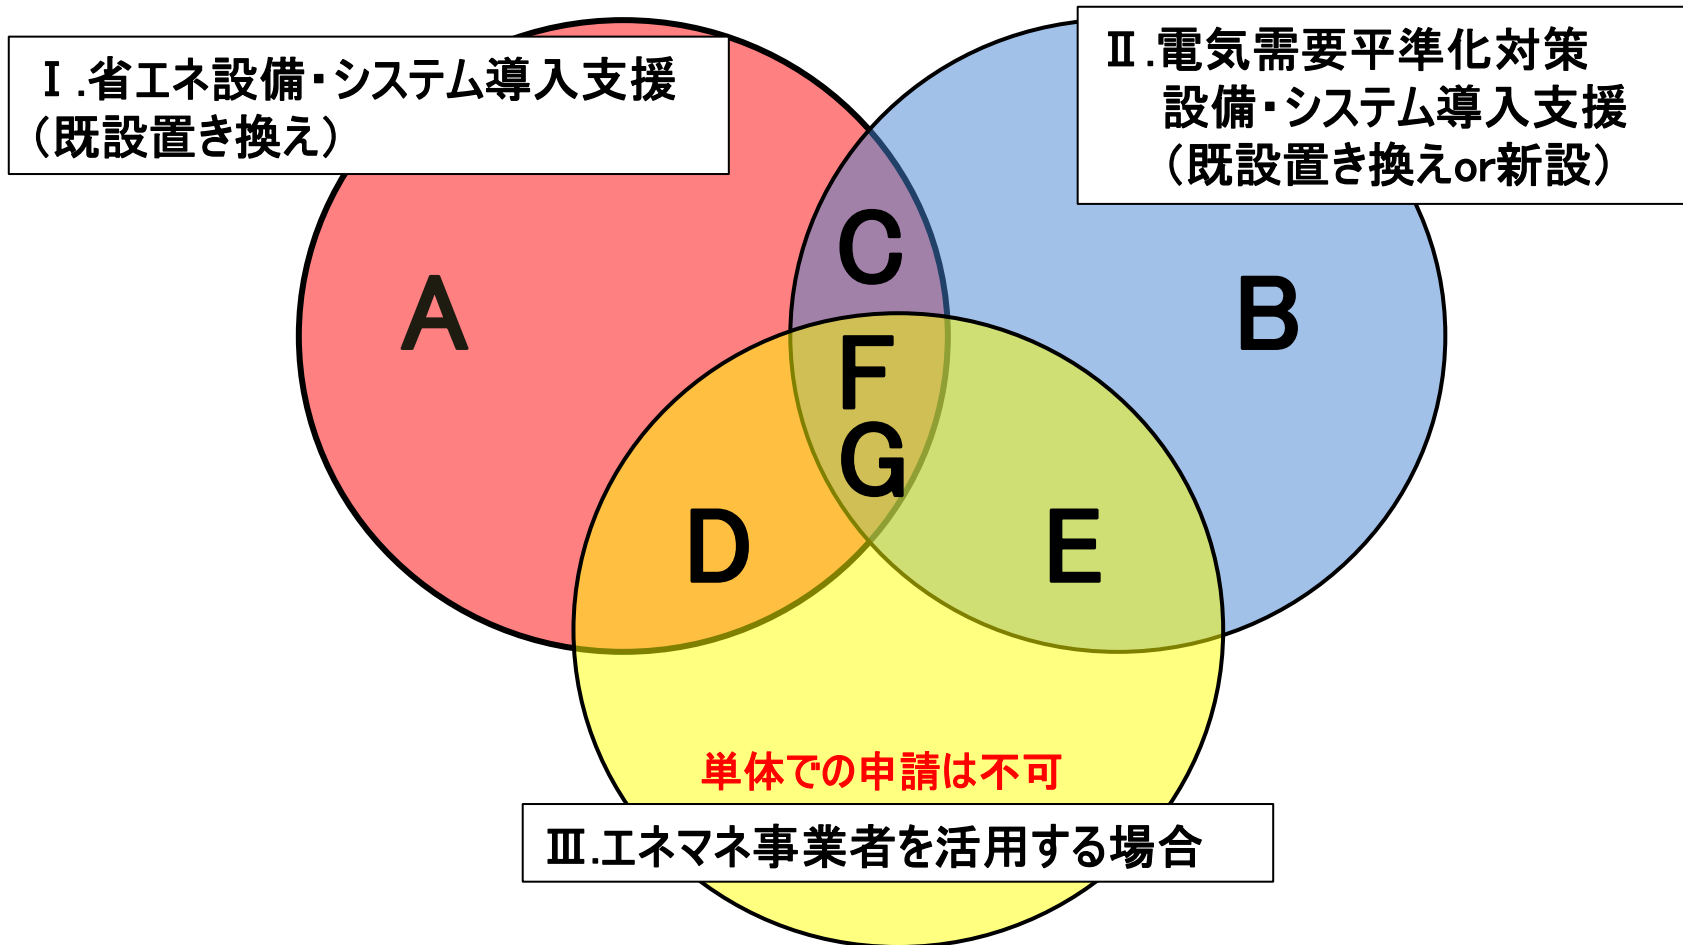 Ⅰ.省エネ設備・システム導入支援
（既設置き換え）
Ⅱ.電気需要平準化対策
設備・システム導入支援
（既設置き換えor新設）
C
A
B
F
G
D
E
単体での申請は不可
Ⅲ.エネマネ事業者を活用する場合